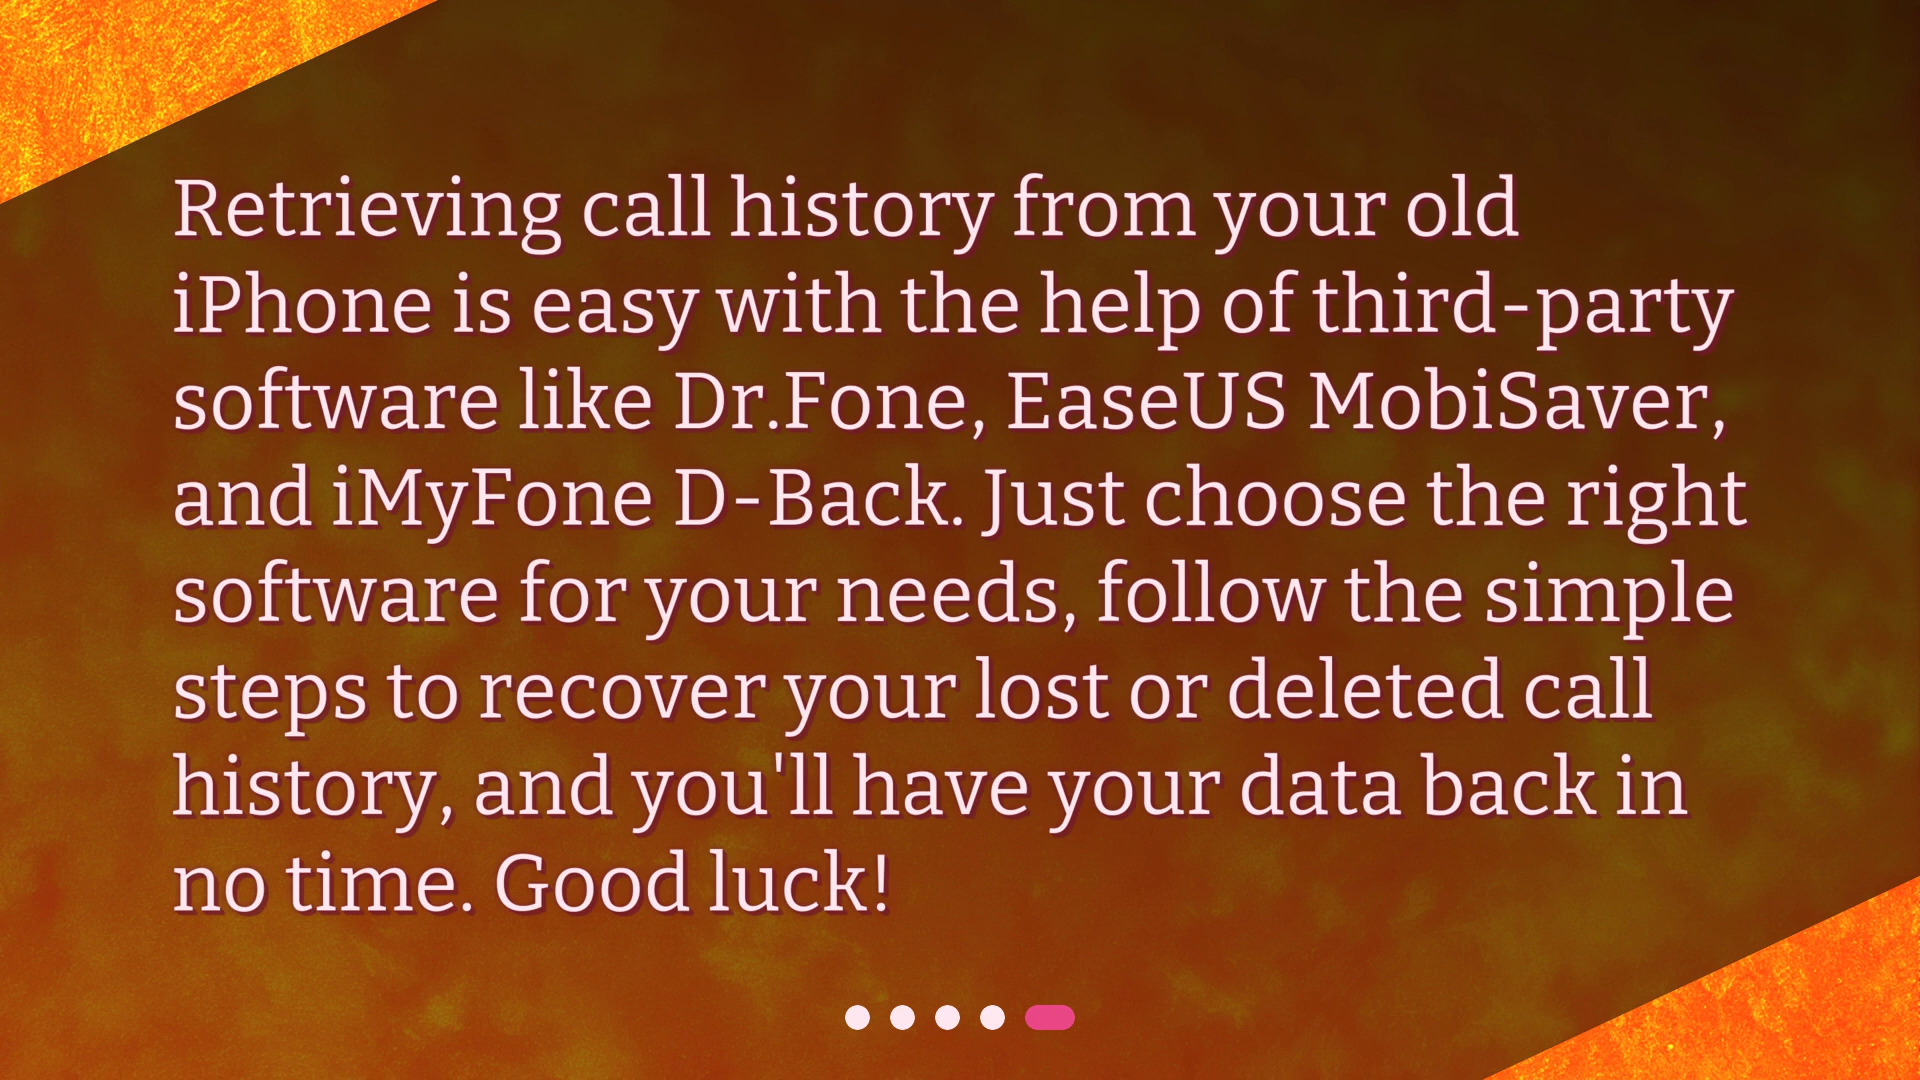 Retrieving call history from your old
iPhone is easy with the help of third-party
software like Dr.Fone, EaseUS MobiSaver,
and iMyFone D-Back. Just choose the right
software for your needs, follow the simple
steps to recover your lost or deleted call
history, and you'll have your data back in
no time. Good luck!